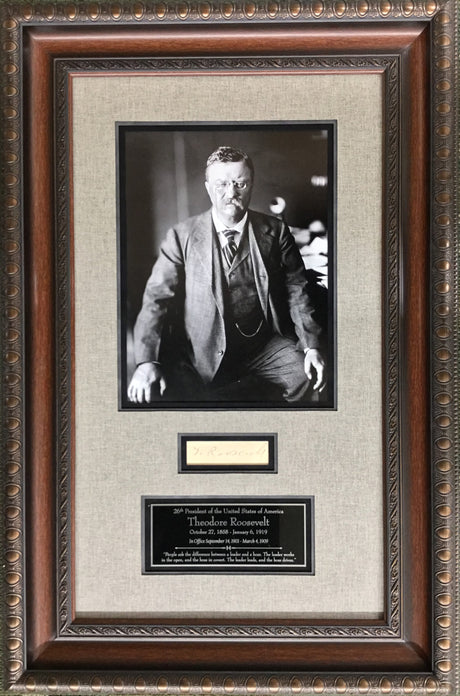 T. Roosevelt
26th President of the United States of America
Theodore Roosevelt
October 27, 1858 - January 6, 1919
In Office September 14, 1901 - March 4, 1909
"People ask the difference between a leader and a boss. The leader works
in the open, and the boss in covert. The leader leads, and the boss drives."